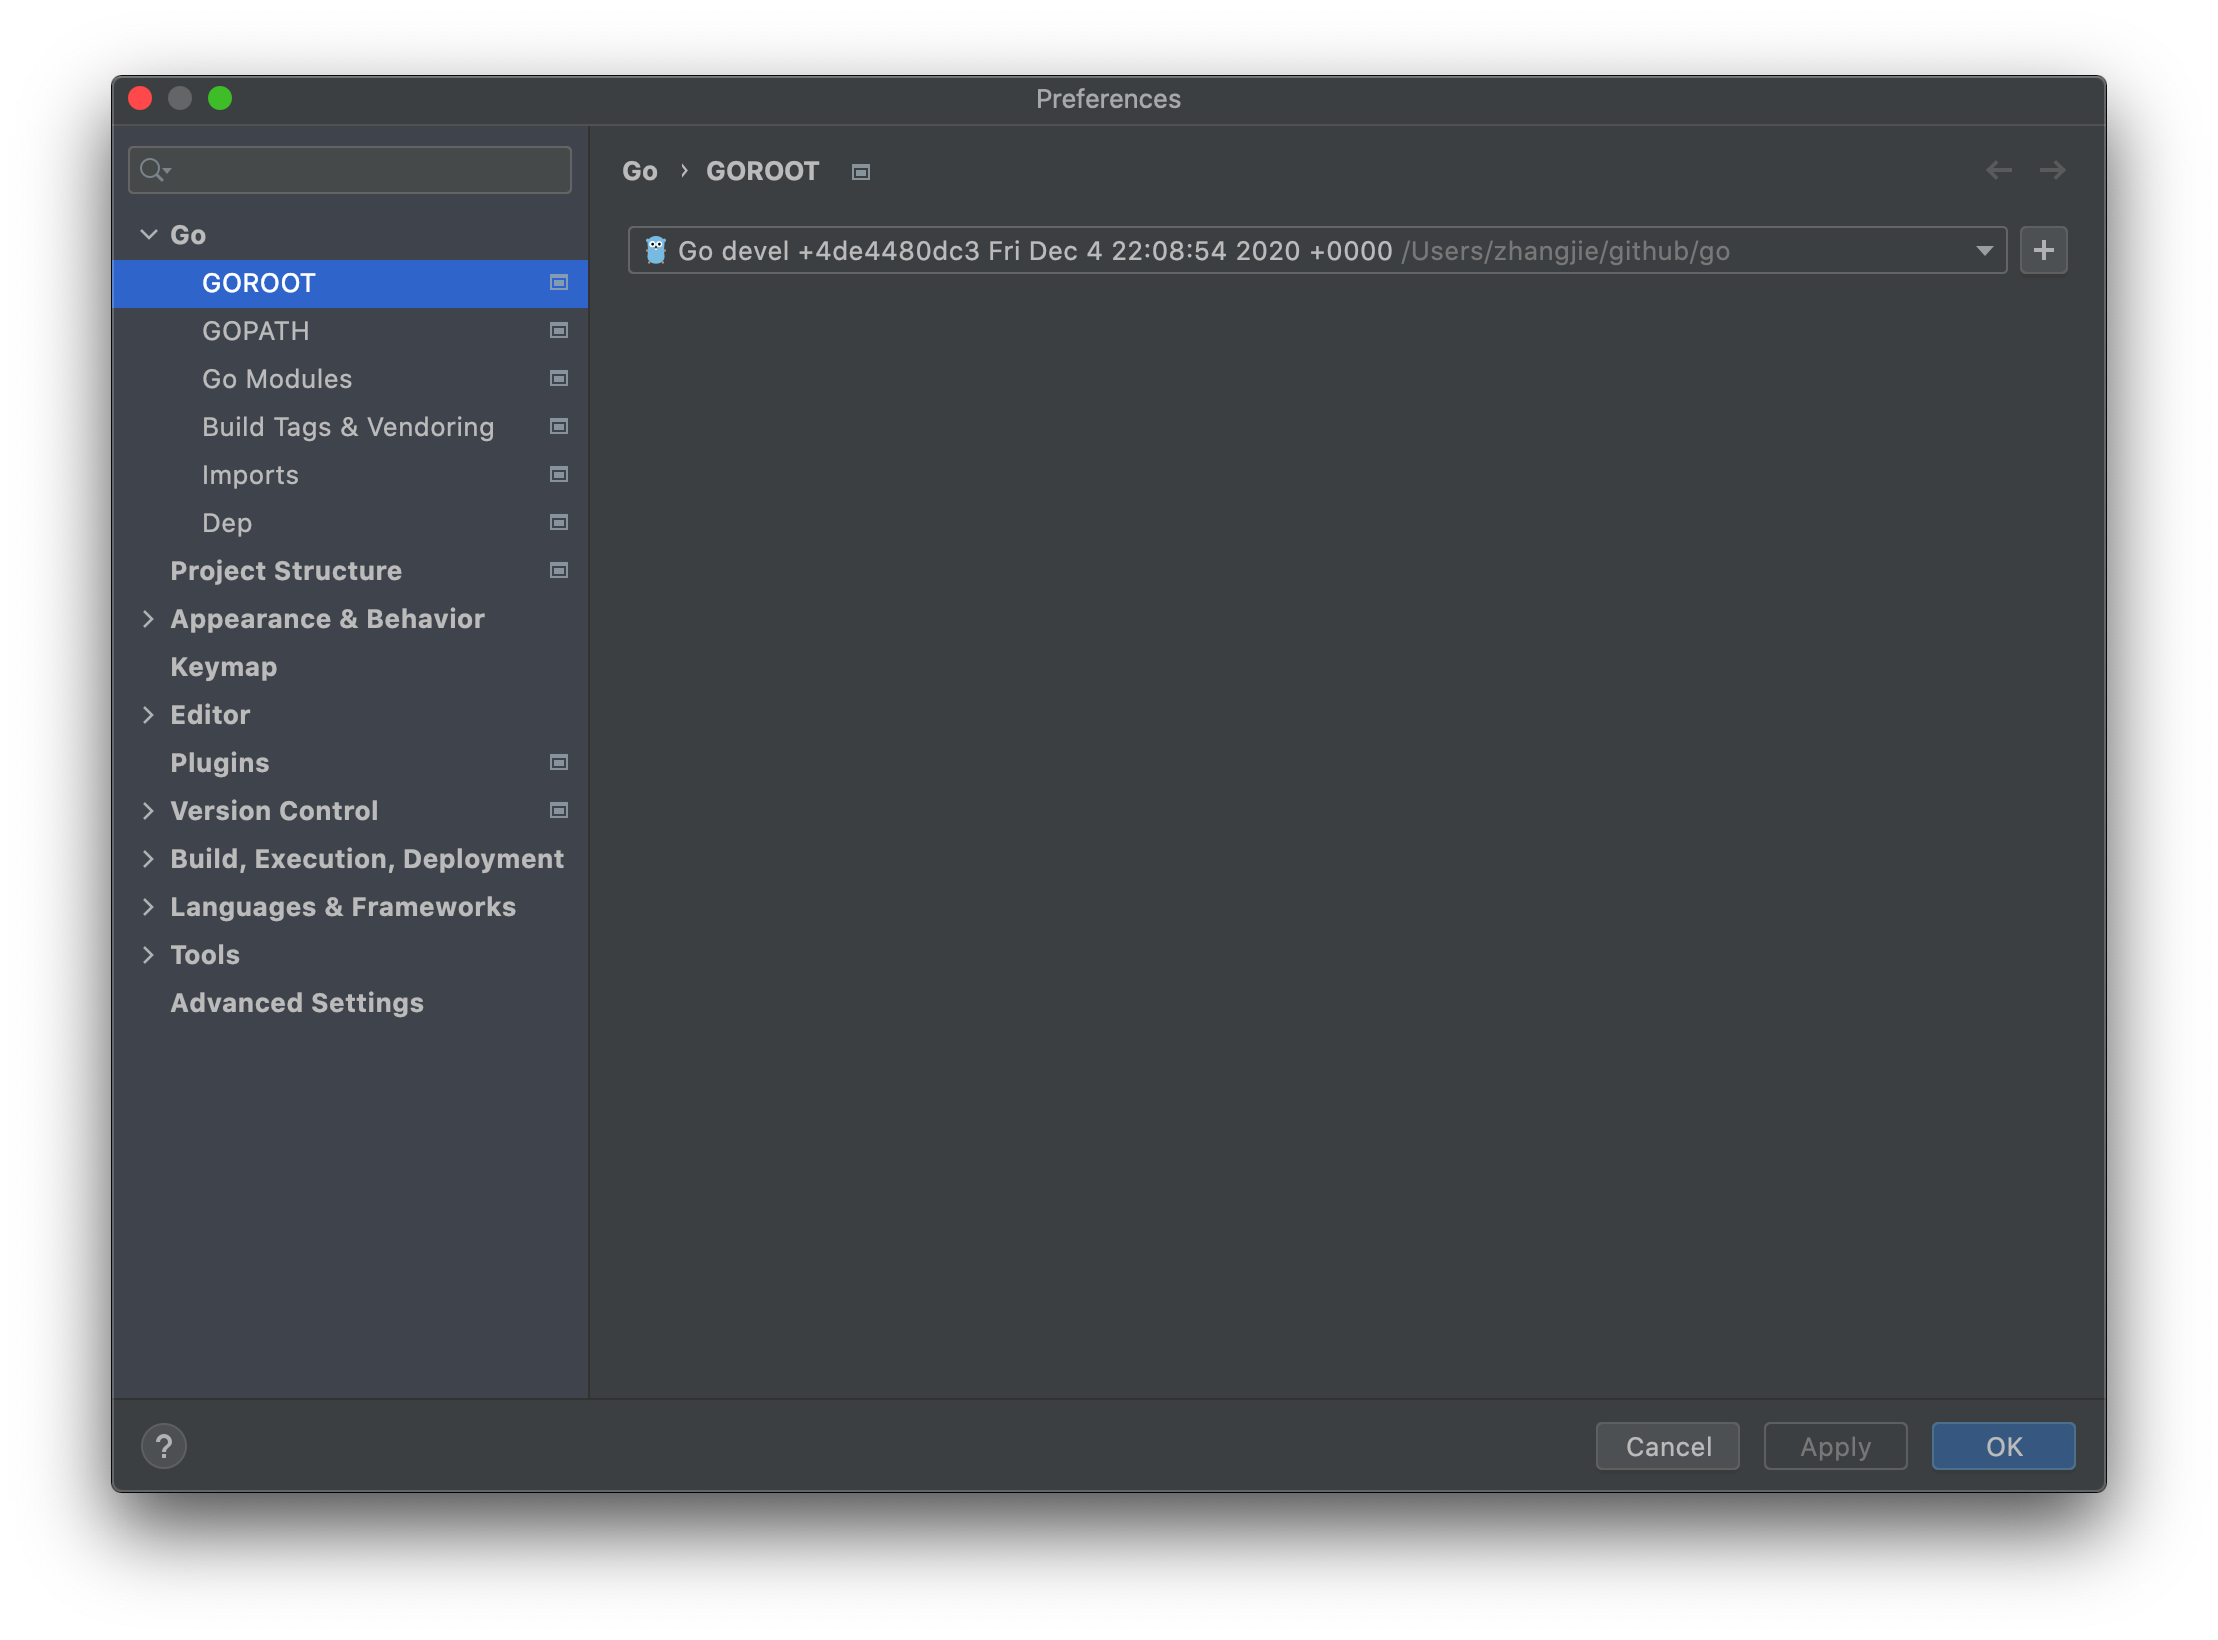 Preferences
Go
GOROOT
GOPATH
Go Modules
Build Tags & Vendoring
Imports
Dep
Project Structure
Appearance & Behavior
Keymap
Editor
Plugins
Version Control
Build, Execution, Deployment
Languages & Frameworks
Tools
Advanced Settings
Go › GOROOT
Go devel +4de4480dc3 Fri Dec 4 22:08:54 2020 +0000 /Users/zhangjie/github/go
?
Cancel
Apply
OK